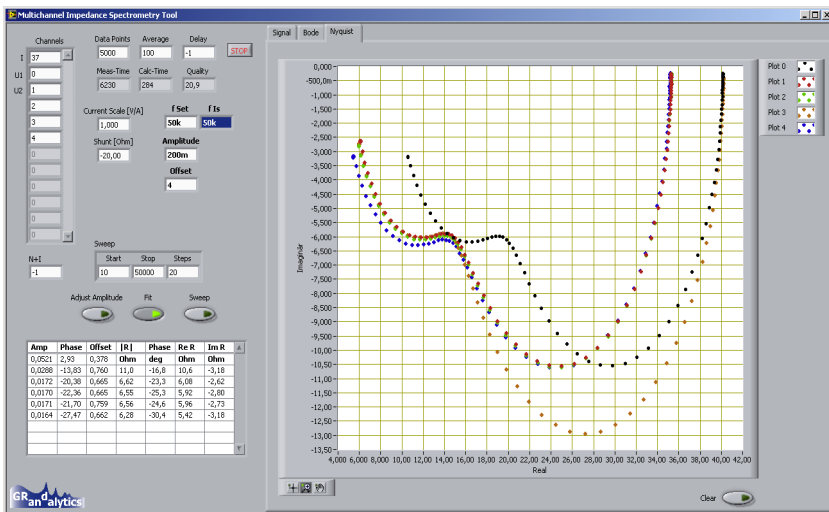 Multichannel Impedance Spectrometry Tool
Channels
Data Points Average Delay
I 37 5000 100 -1 STOP
U1 0
Meas-Time Calc-Time Quality
U2 1 6230 284 20,9
2
Current Scale [V/A] f Set f Is
3 1,000 50k 50k
4
Shunt [Ohm] Amplitude
0 -20,00 200m
0
Offset
0 4
0
0
0
Sweep
N+I Start Stop Steps
-1 10 50000 20
Adjust Amplitude Fit Sweep
Amp Phase Offset |R| Phase Re R Im R
0,0521 2,93 0,378 Ohm deg Ohm Ohm
0,0288 -13,83 0,760 11,0 -16,8 10,6 -3,18
0,0172 -20,38 0,665 6,62 -23,3 6,08 -2,62
0,0170 -22,36 0,665 6,55 -25,3 5,92 -2,80
0,0171 -21,70 0,759 6,56 -24,6 5,96 -2,73
0,0164 -27,47 0,662 6,28 -30,4 5,42 -3,18
GRandalytics
Signal Bode Nyquist
0,000
-500,0m
-1,000
-1,500
-2,000
-2,500
-3,000
-3,500
-4,000
-4,500
-5,000
-5,500
-6,000
-6,500
-7,000
-7,500
-8,000
-8,500
-9,000
-9,500
-10,00
-10,50
-11,00
-11,50
-12,00
-12,50
-13,00
-13,50
Imaginär
4,000 6,000 8,000 10,00 12,00 14,00 16,00 18,00 20,00 22,00 24,00 26,00 28,00 30,00 32,00 34,00 36,00 38,00 40,00 42,00
Real
Plot 0
Plot 1
Plot 2
Plot 3
Plot 4
Clear